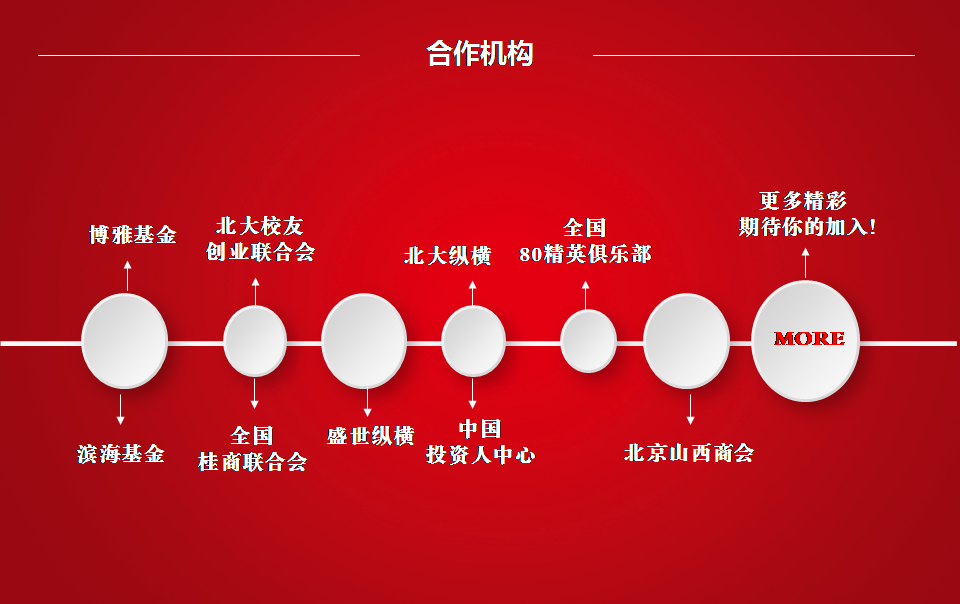 合作机构
博雅基金
北大校友
创业联合会
北大纵横
全国
80精英俱乐部
更多精彩
期待你的加入!
MORE
滨海基金
全国
桂商联合会
盛世纵横
中国
投资人中心
北京山西商会